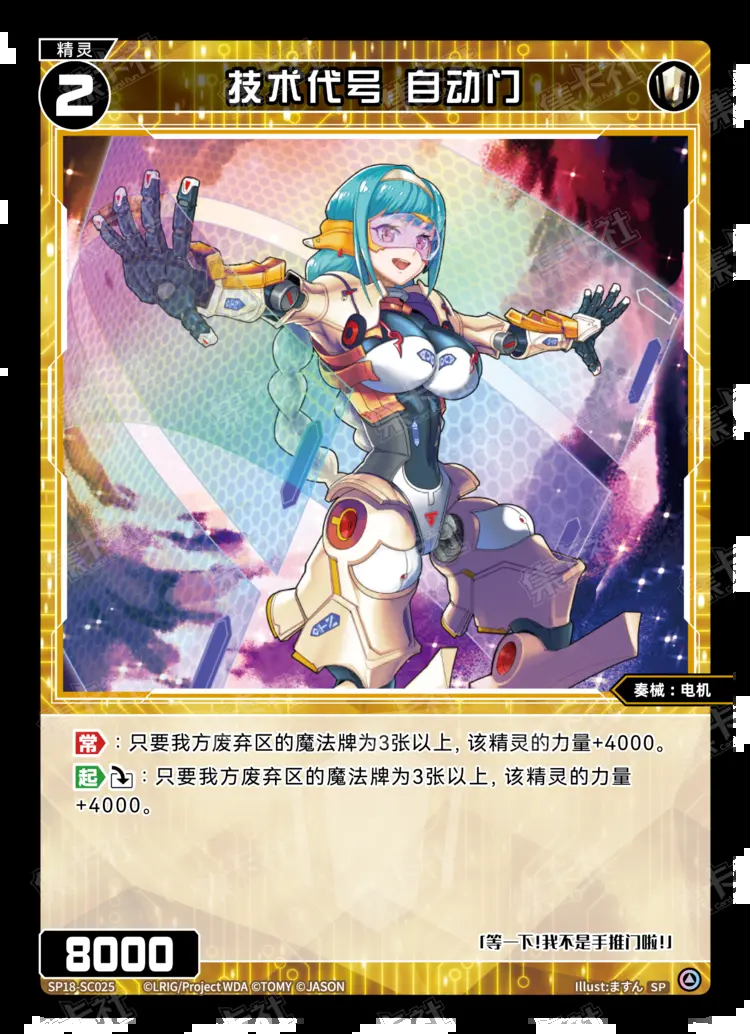 精灵
2
技术代号 自动门
奏械：电机
常：只要我方废弃区的魔法牌为3张以上，该精灵的力量+4000。
起：只要我方废弃区的魔法牌为3张以上，该精灵的力量
+4000。
「等一下!我不是手推门啦!」
8000
SP18-SC025 ©LRIG/Project WDA ©TOMY ©JASON Illust:ますん SP
集卡社